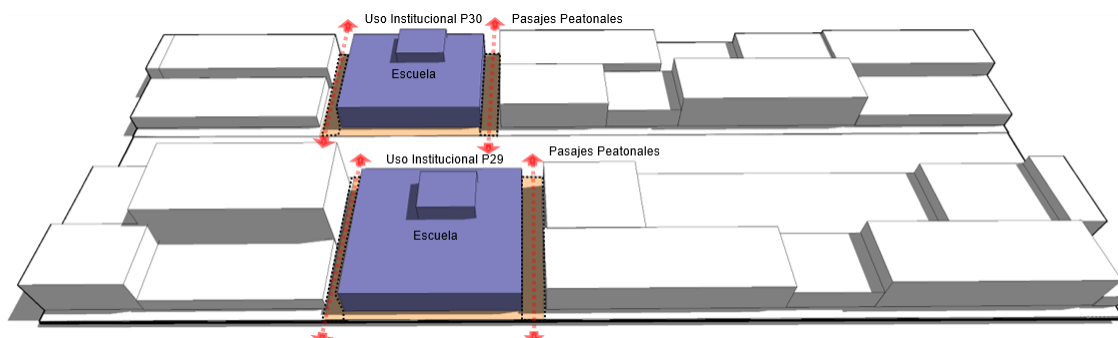 Uso Institucional P30
Pasajes Peatonales
Escuela
Uso Institucional P29
Pasajes Peatonales
Escuela